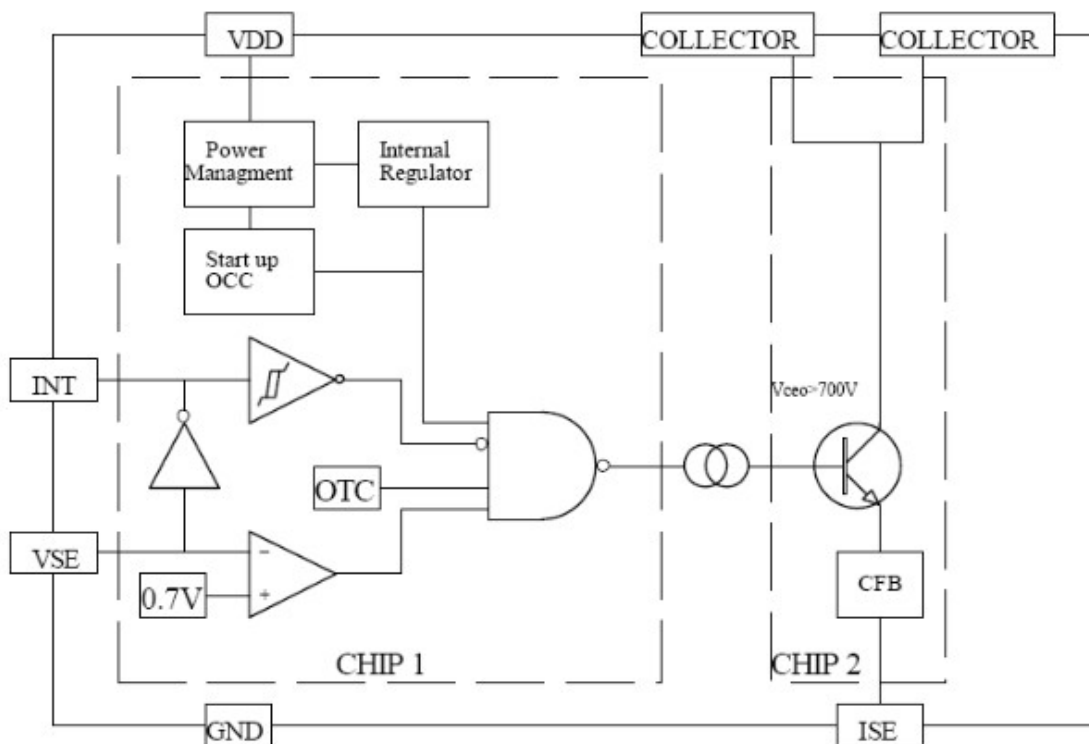 VDD
COLLECTOR
COLLECTOR
Power
Managment
Internal
Regulator
Start up
OCC
INT
Vceo>700V
OTC
VSE
−
0.7V
+
CFB
CHIP 1
CHIP 2
GND
ISE